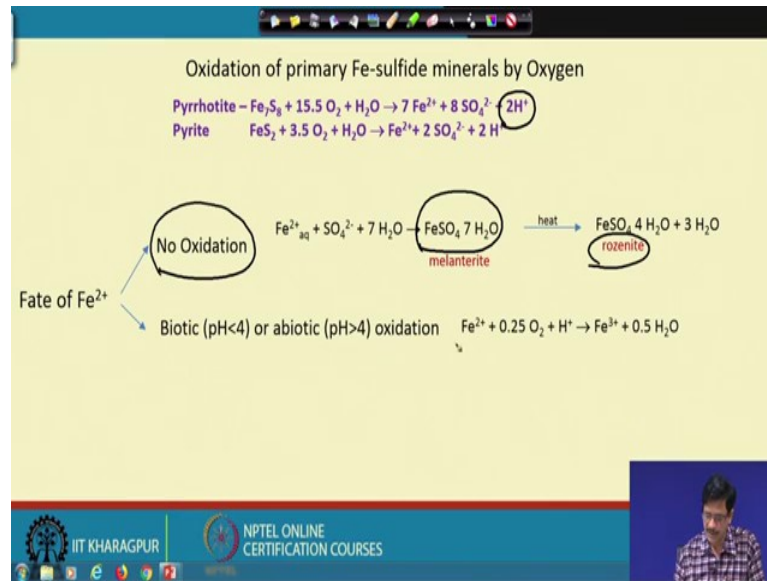 Oxidation of primary Fe-sulfide minerals by Oxygen
Pyrrhotite – Fe₇S₈ + 15.5 O₂ + H₂O → 7 Fe²⁺ + 8 SO₄²⁻ + 2H⁺
Pyrite FeS₂ + 3.5 O₂ + H₂O → Fe²⁺+ 2 SO₄²⁻ + 2 H⁺
Fe²⁺aq + SO₄²⁻ + 7 H₂O → FeSO₄ 7 H₂O heat FeSO₄ 4 H₂O + 3 H₂O
No Oxidation
melanterite rozenite
Fate of Fe²⁺
Biotic (pH<4) or abiotic (pH>4) oxidation Fe²⁺ + 0.25 O₂ + H⁺ → Fe³⁺ + 0.5 H₂O
IIT KHARAGPUR
NPTEL ONLINE
CERTIFICATION COURSES